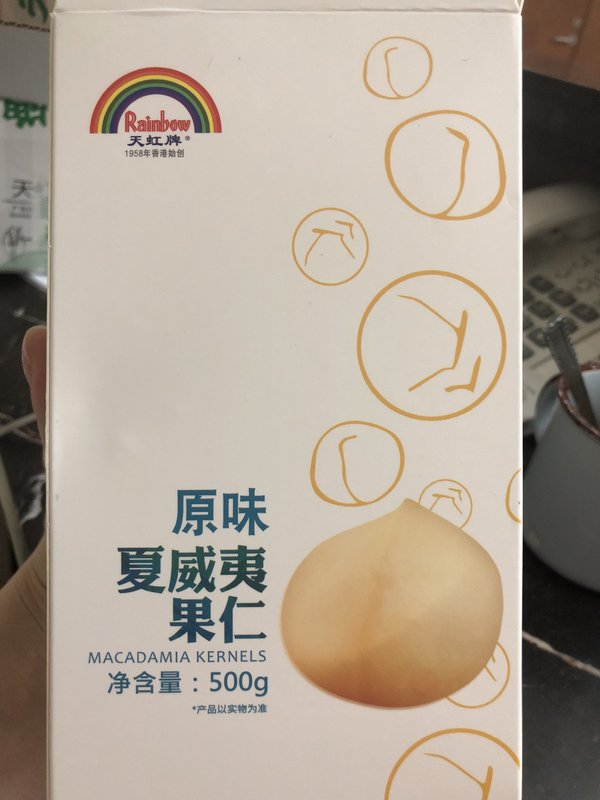 Rainbow
天虹牌®
1958年香港始创
原味
夏威夷
果仁
MACADAMIA KERNELS
净含量：500g
*产品以实物为准
天